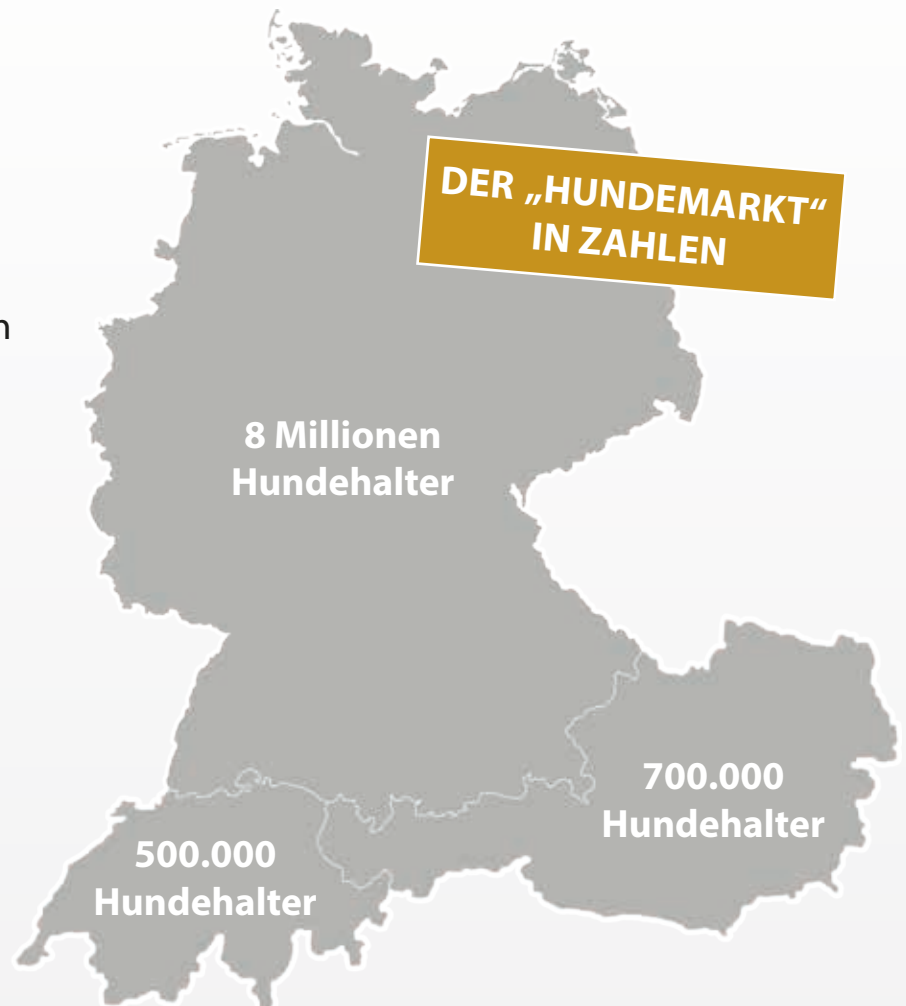 DER „HUNDEMARKT“
IN ZAHLEN
n
8 Millionen
Hundehalter
700.000
Hundehalter
500.000
Hundehalter